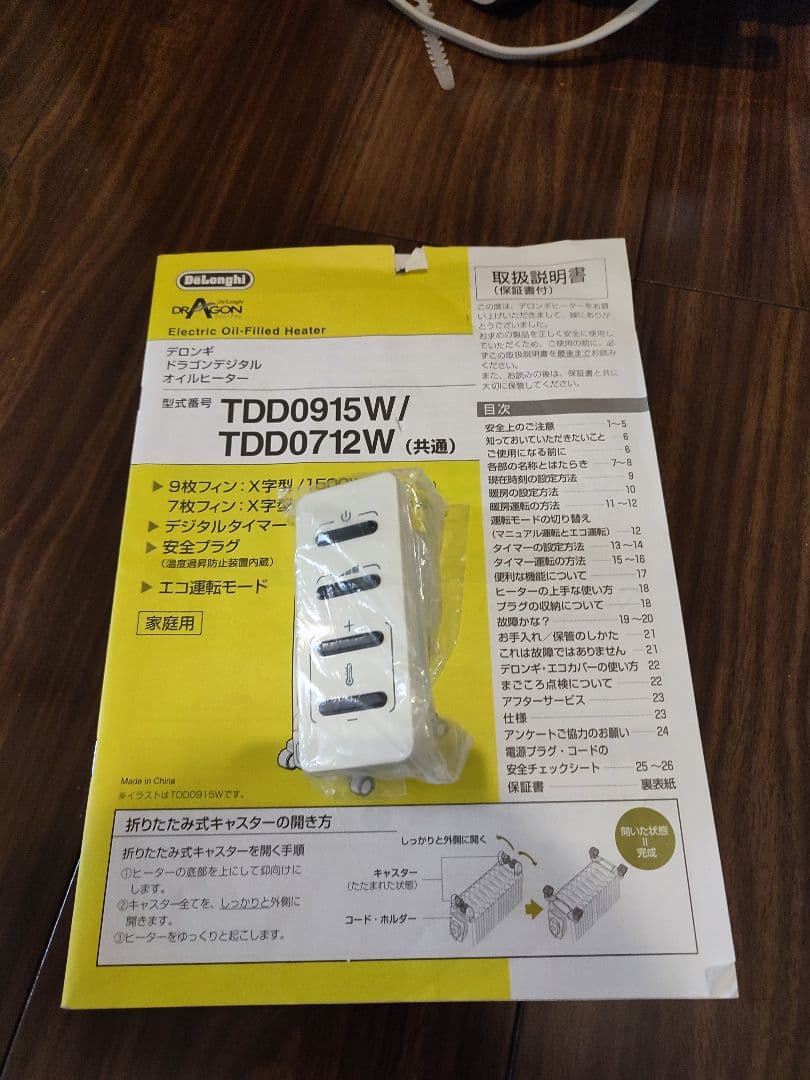 DeLonghi
De'Longhi
DRAGON
Electric Oil-Filled Heater
デロンギ
ドラゴンデジタル
オイルヒーター
型式番号 TDD0915W/
TDD0712W (共通)
▶ 9枚フィン：X字型 /1500
7枚フィン：X字型
▶ デジタルタイマー
▶ 安全プラグ
(温度過昇防止装置内蔵)
▶ エコ運転モード
家庭用
+
−
Made in China
※イラストはTDD0915Wです。
取扱説明書
(保証書付)
この度は、デロンギヒーターをお買
い上げいただきまして、誠にありが
とうございました。
お求めの製品を正しく安全に使用し
ていただくため、ご使用の前に、必
ずこの取扱説明書を最後までお読み
ください。
また、お読みの後は、保証書と共に
大切に保管してください。
目次
安全上のご注意 1〜5
知っておいていただきたいこと 6
ご使用になる前に 6
各部の名称とはたらき 7〜8
現在時刻の設定方法 9
暖房の設定方法 10
暖房運転の方法 11〜12
運転モードの切り替え
(マニュアル運転とエコ運転) 12
タイマーの設定方法 13〜14
タイマー運転の方法 15〜16
便利な機能について 17
ヒーターの上手な使い方 18
プラグの収納について 18
故障かな？ 19〜20
お手入れ／保管のしかた 21
これは故障ではありません 21
デロンギ・エコカバーの使い方 22
まごころ点検について 22
アフターサービス 23
仕様 23
アンケートご協力のお願い 24
電源プラグ・コードの
安全チェックシート 25〜26
保証書 裏表紙
折りたたみ式キャスターの開き方
折りたたみ式キャスターを開く手順
①ヒーターの底部を上にして仰向けに
します。
②キャスター全てを、しっかりと外側に
開きます。
③ヒーターをゆっくりと起こします。
しっかりと外側に開く
キャスター
(たたまれた状態)
コード・ホルダー
開いた状態
＝
完成